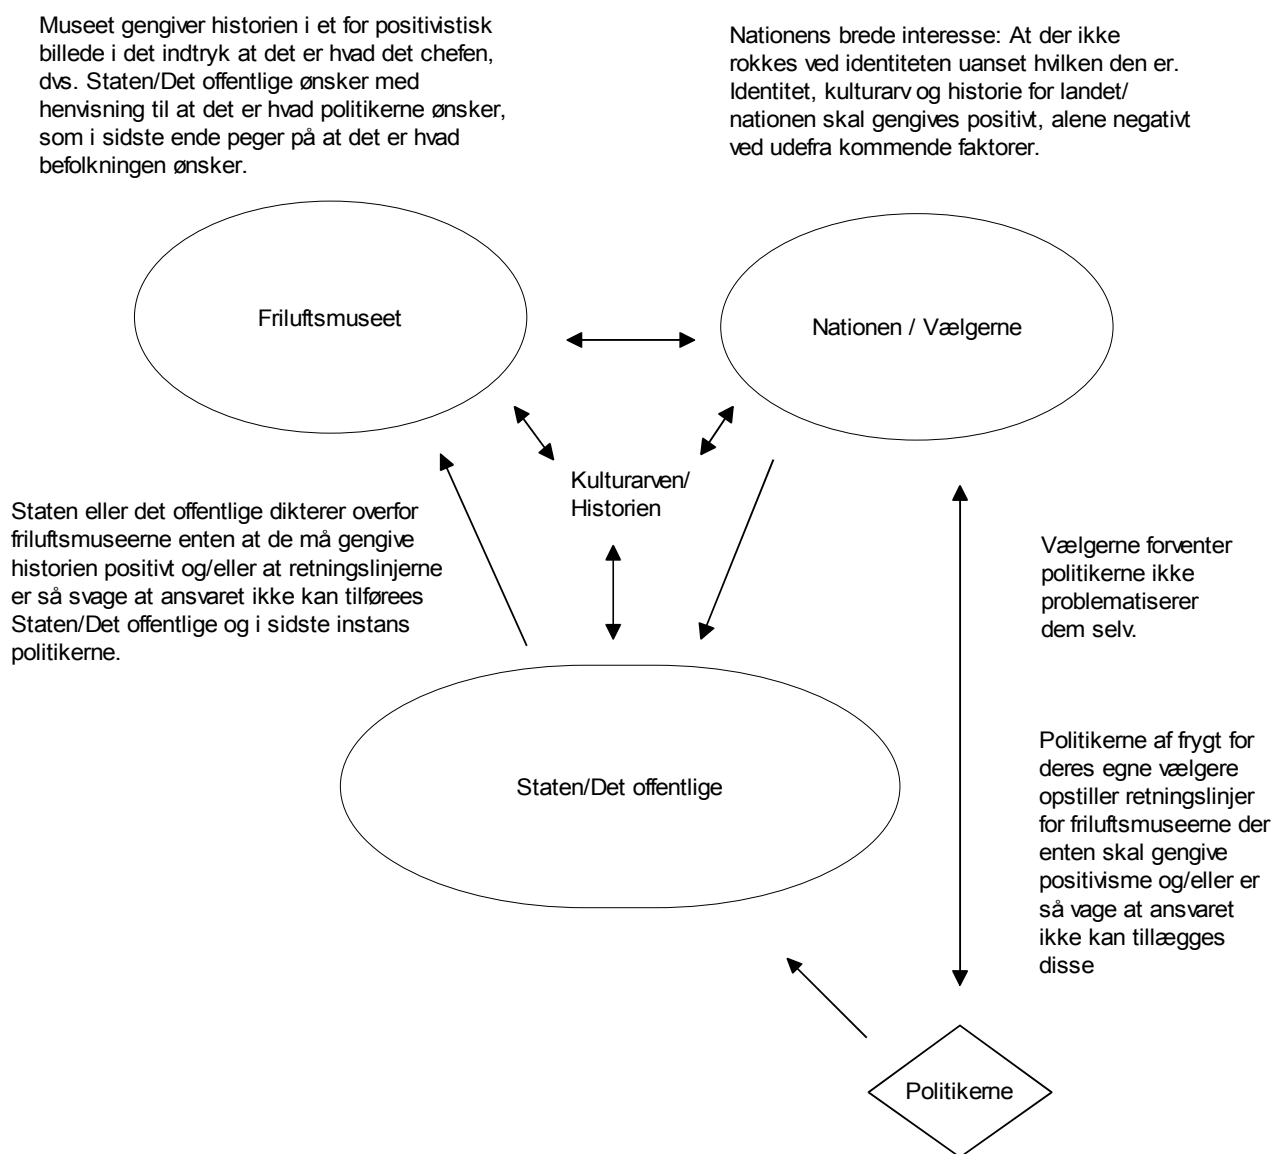 Museet gengiver historien i et for positivistisk
billede i det indtryk at det er hvad det chefen,
dvs. Staten/Det offentlige ønsker med
henvisning til at det er hvad politikerne ønsker,
som i sidste ende peger på at det er hvad
befolkningen ønsker.
Nationens brede interesse: At der ikke
rokkes ved identiteten uanset hvilken den er.
Identitet, kulturarv og historie for landet/
nationen skal gengives positivt, alene negativt
ved udefra kommende faktorer.
Friluftsmuseet
Nationen / Vælgerne
Kulturarven/
Historien
Staten eller det offentlige dikterer overfor
friluftsmuseerne enten at de må gengive
historien positivt og/eller at retningslinjerne
er så svage at ansvaret ikke kan tilførees
Staten/Det offentlige og i sidste instans
politikerne.
Vælgerne forventer
politikerne ikke
problematiserer
dem selv.
Staten/Det offentlige
Politikerne af frygt for
deres egne vælgere
opstiller retningslinjer
for friluftsmuseerne der
enten skal gengive
positivisme og/eller er
så vage at ansvaret
ikke kan tillægges
disse
Politikerne